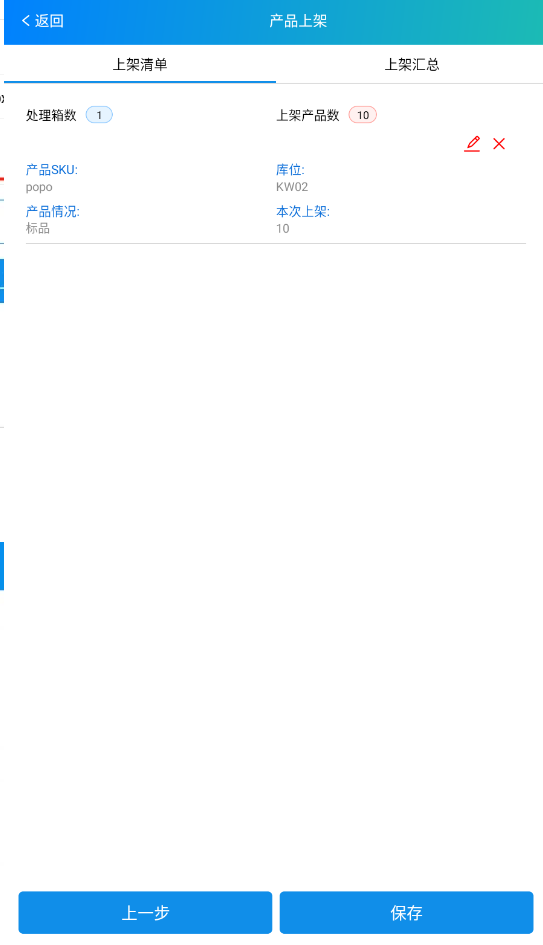 返回 产品上架
上架清单 上架汇总
处理箱数 1 上架产品数 10
产品SKU: 库位:
popo KW02
产品情况: 本次上架:
标品 10
上一步 保存